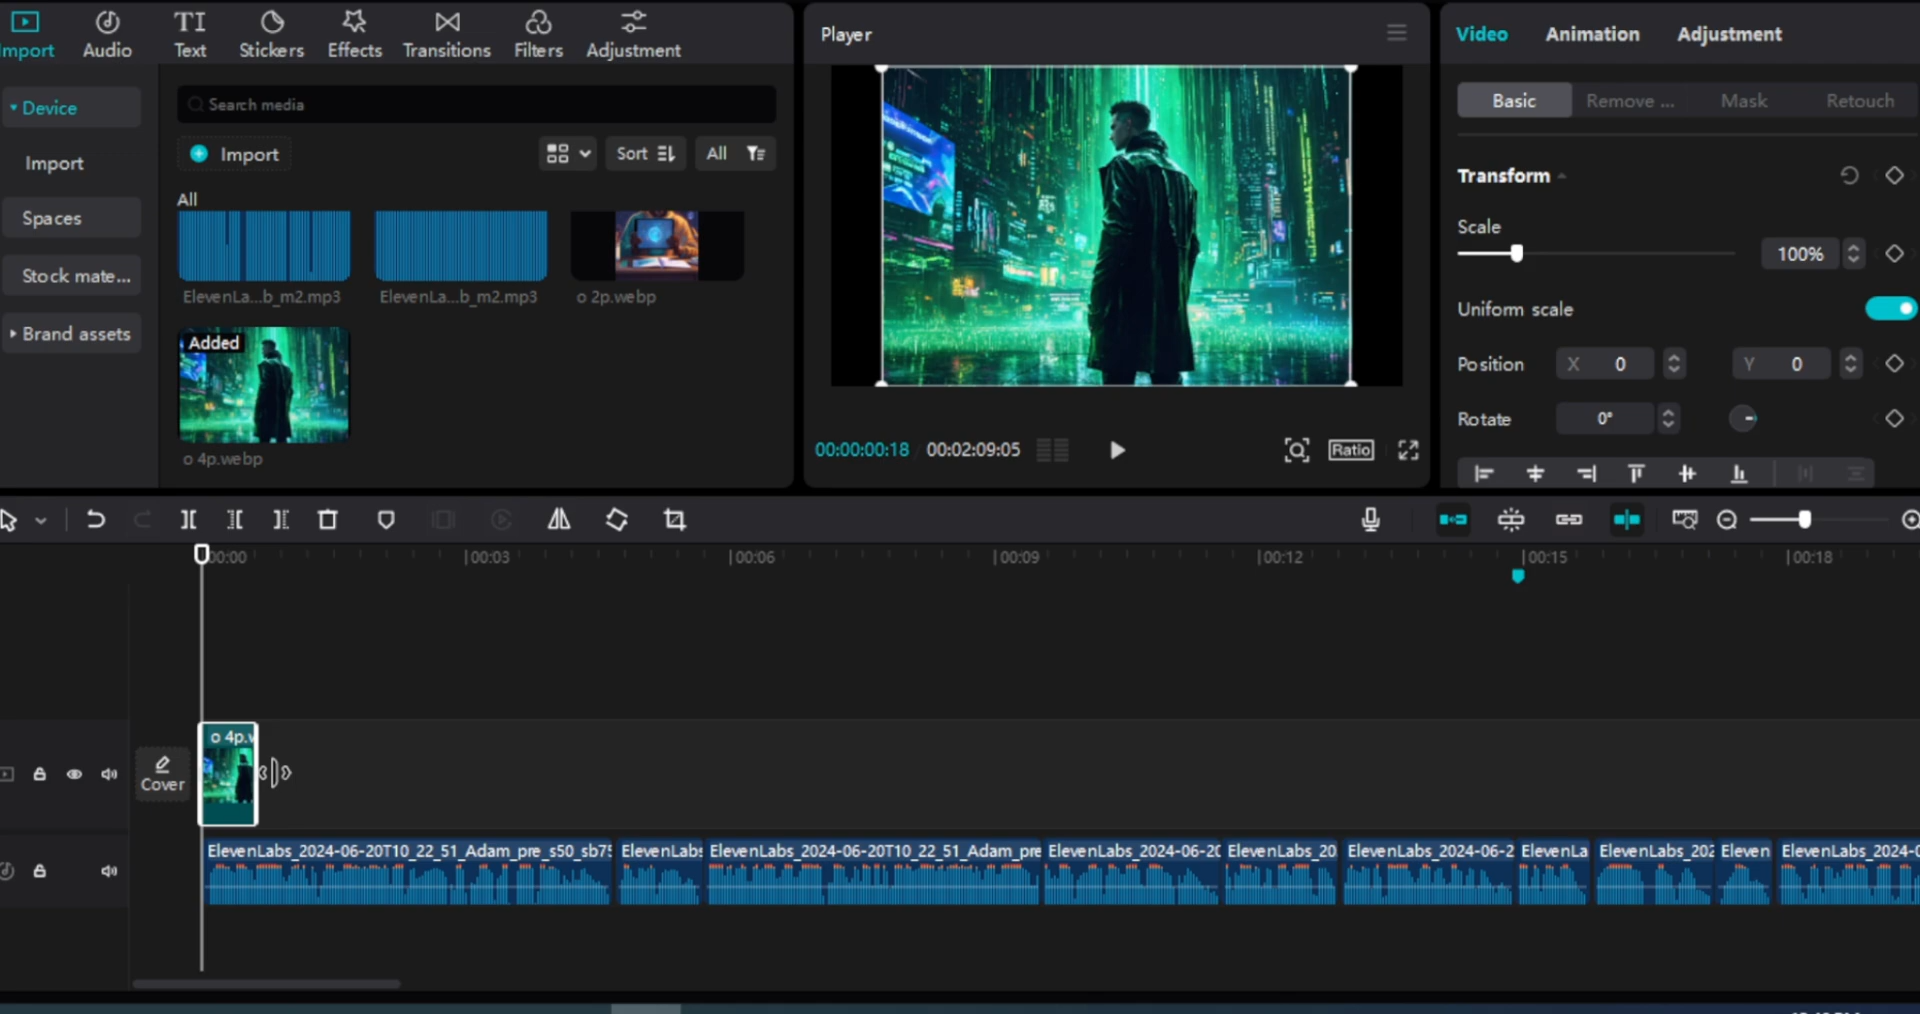 Import
Audio
Text
Stickers
Effects
Transitions
Filters
Adjustment
Device
Import
Spaces
Stock mate...
Brand assets
Search media
Import
Sort
All
All
ElevenLa...b_m2.mp3
ElevenLa...b_m2.mp3
o 2p.webp
Added
o 4p.webp
Player
00:00:00:18 00:02:09:05
Ratio
Video
Animation
Adjustment
Basic
Remove ...
Mask
Retouch
Transform
Scale
100%
Uniform scale
Position
X 0
Y 0
Rotate
0°
00:00
00:03
00:06
00:09
00:12
00:15
00:18
Cover
o 4p.w
ElevenLabs_2024-06-20T10_22_51_Adam_pre_s50_sb75
ElevenLabs
ElevenLabs_2024-06-20T10_22_51_Adam_pre
ElevenLabs_2024-06-20
ElevenLabs_20
ElevenLabs_2024-06-2
ElevenLa
ElevenLabs_202
Eleven
ElevenLabs_2024-0